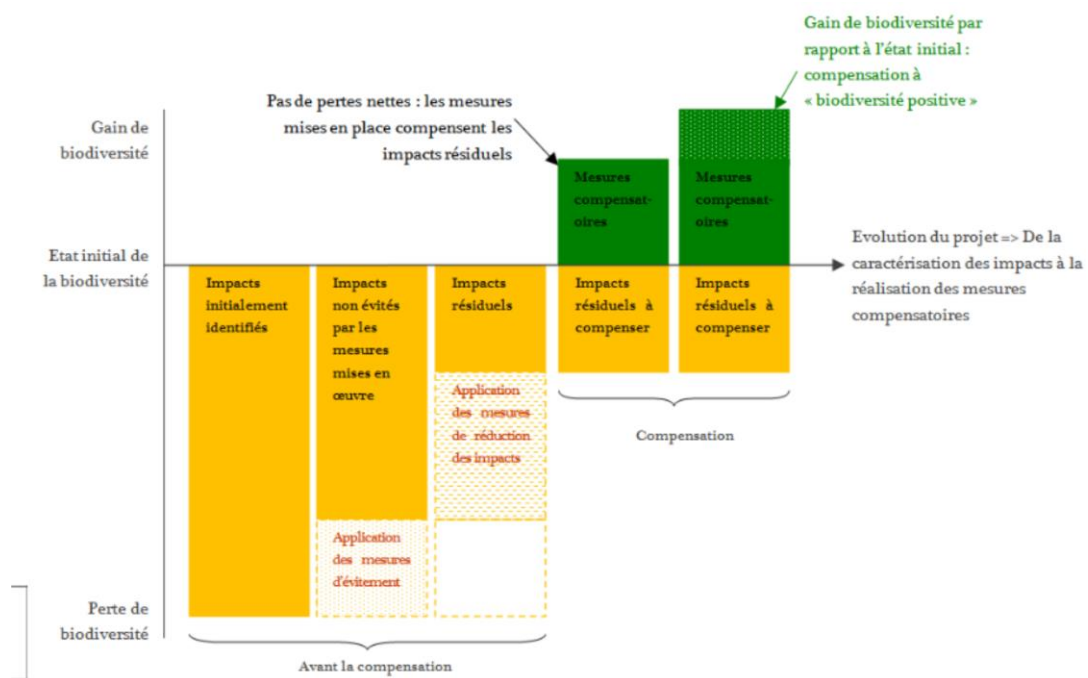 Gain de biodiversité par
rapport à l'état initial :
compensation à
« biodiversité positive »
Pas de pertes nettes : les mesures
mises en place compensent les
impacts résiduels
Gain de
biodiversité
Mesures
compensat-
oires
Mesures
compensat-
oires
Etat initial de
la biodiversité
Evolution du projet => De la
caractérisation des impacts à la
réalisation des mesures
compensatoires
Impacts
initialement
identifiés
Impacts
non évités
par les
mesures
mises en
œuvre
Impacts
résiduels
Impacts
résiduels à
compenser
Impacts
résiduels à
compenser
Application
des mesures
de réduction
des impacts
Compensation
Application
des mesures
d'évitement
Perte de
biodiversité
Avant la compensation